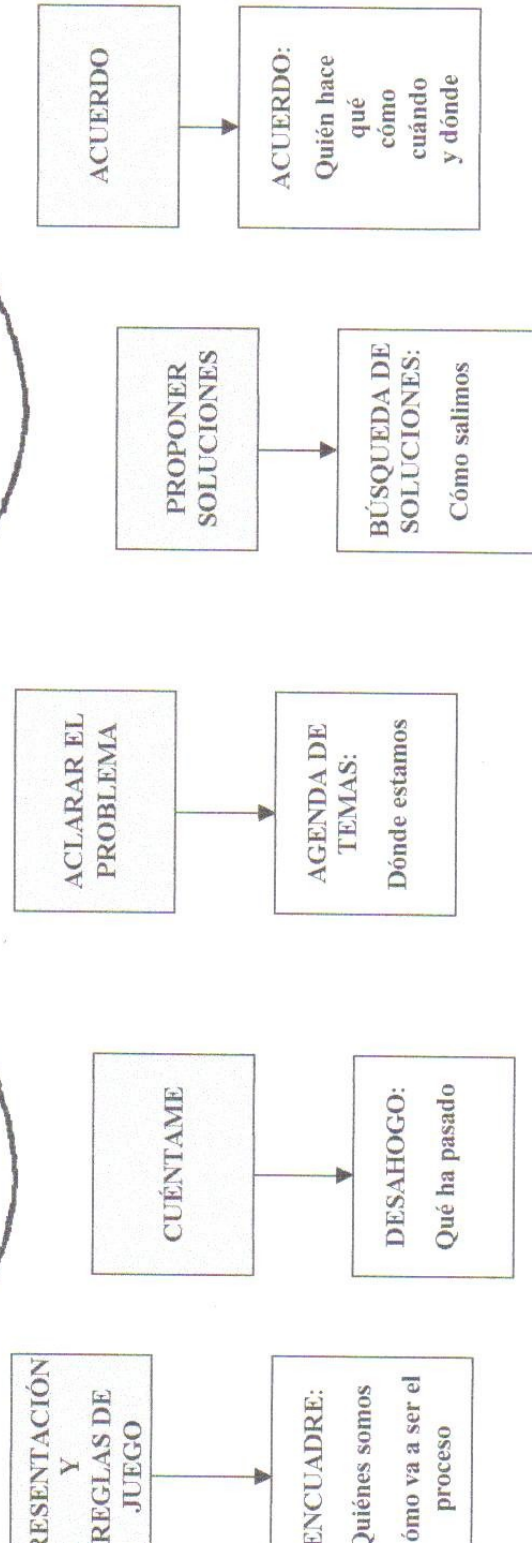 RESENTACIÓN
Y
REGLAS DE
JUEGO
ENCUADRE:
Quiénes somos
ómo va a ser el
proceso
CUÉNTAME
DESAHOGO:
Qué ha pasado
ACLARAR EL
PROBLEMA
AGENDA DE
TEMAS:
Dónde estamos
PROPONER
SOLUCIONES
BÚSQUEDA DE
SOLUCIONES:
Cómo salimos
ACUERDO
ACUERDO:
Quién hace
qué
cómo
cuándo
y dónde